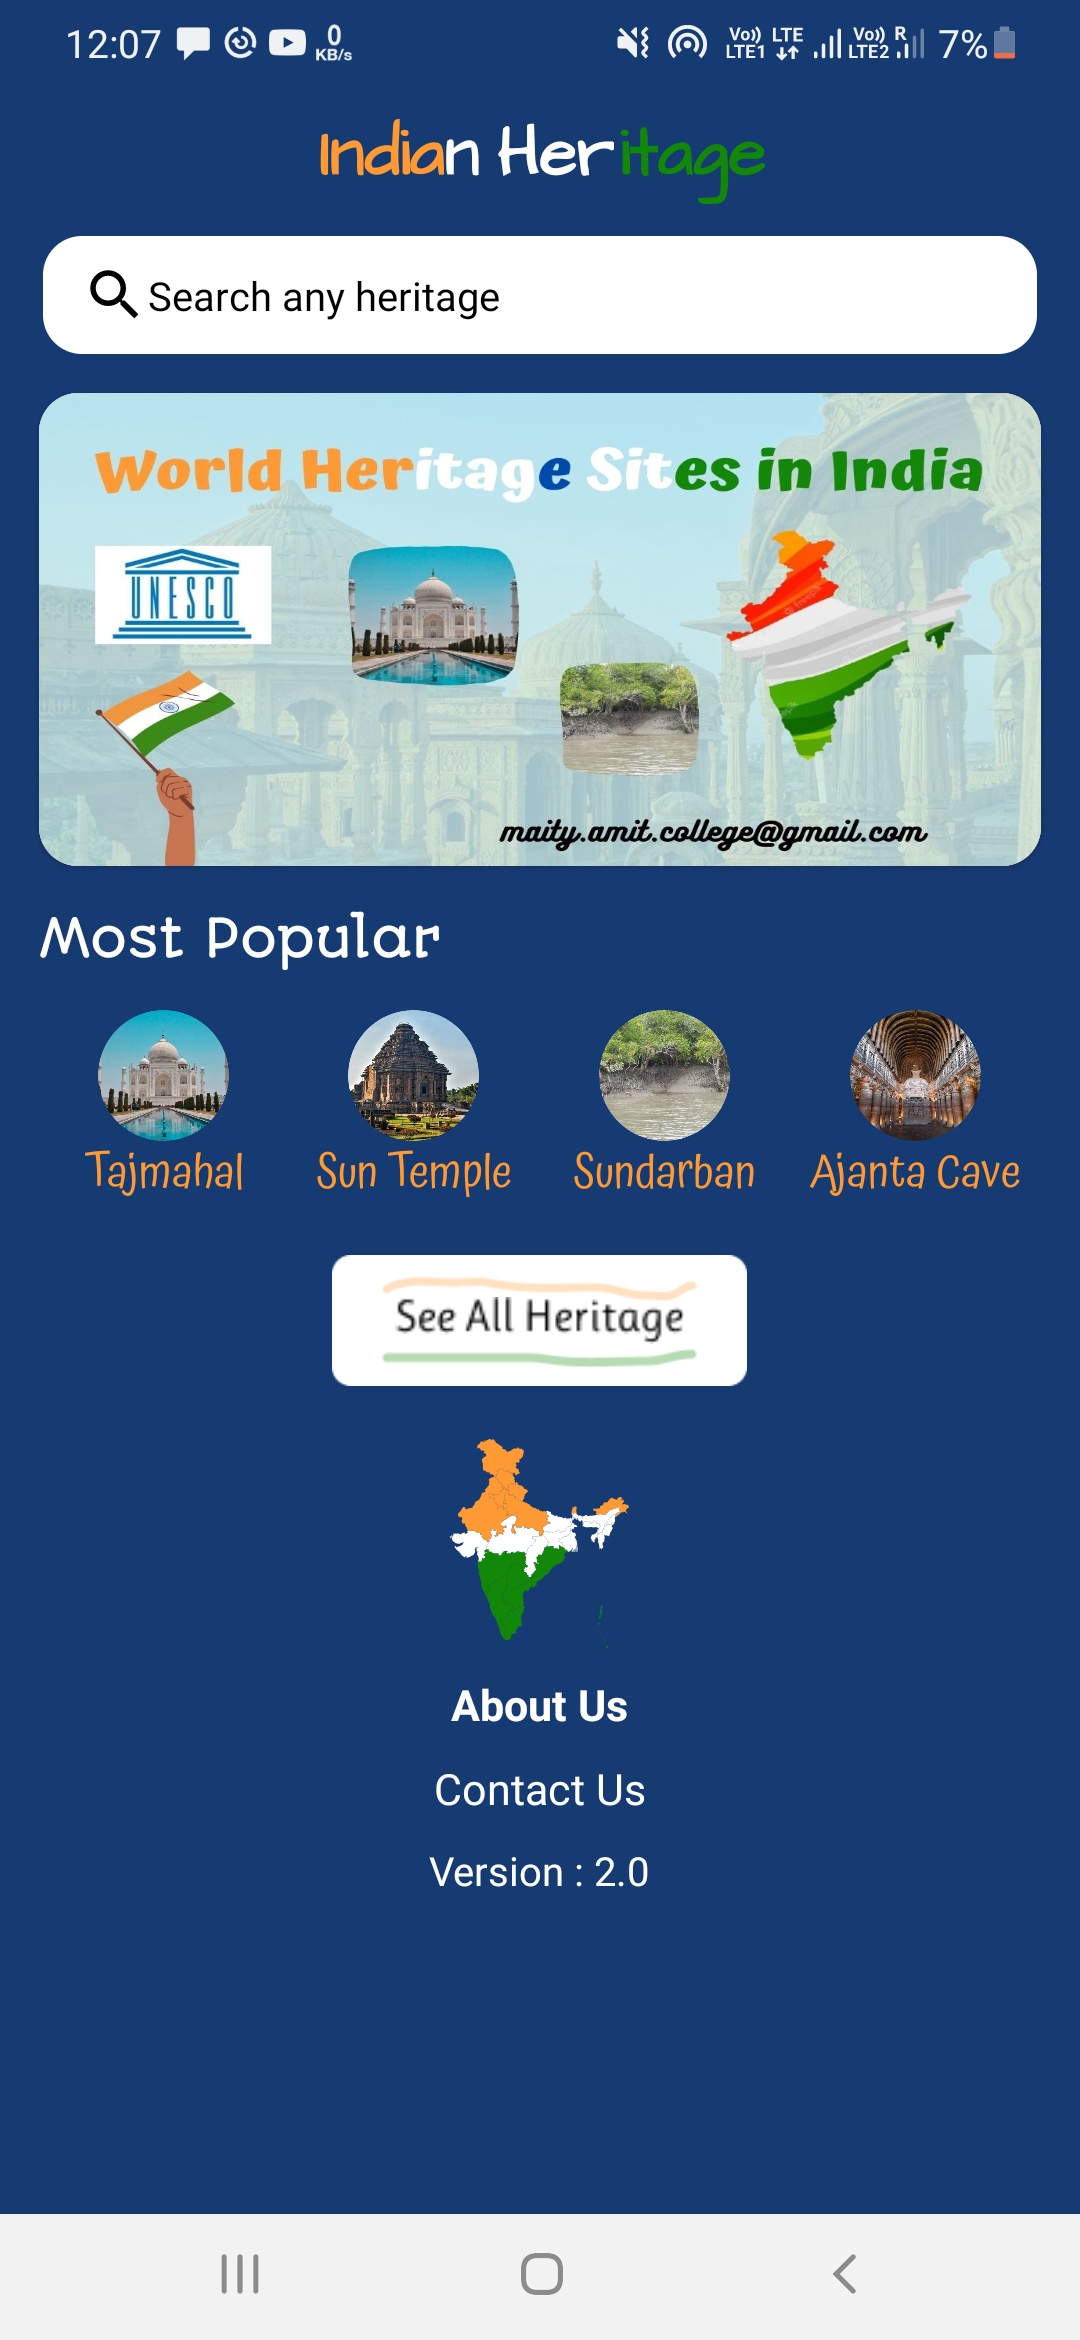 12:07 0 KB/s Vo)) LTE1 LTE Vo)) LTE2 R 7%
Indian Heritage
Search any heritage
World Heritage Sites in India
UNESCO
maity.amit.college@gmail.com
Most Popular
Tajmahal Sun Temple Sundarban Ajanta Cave
See All Heritage
About Us
Contact Us
Version : 2.0